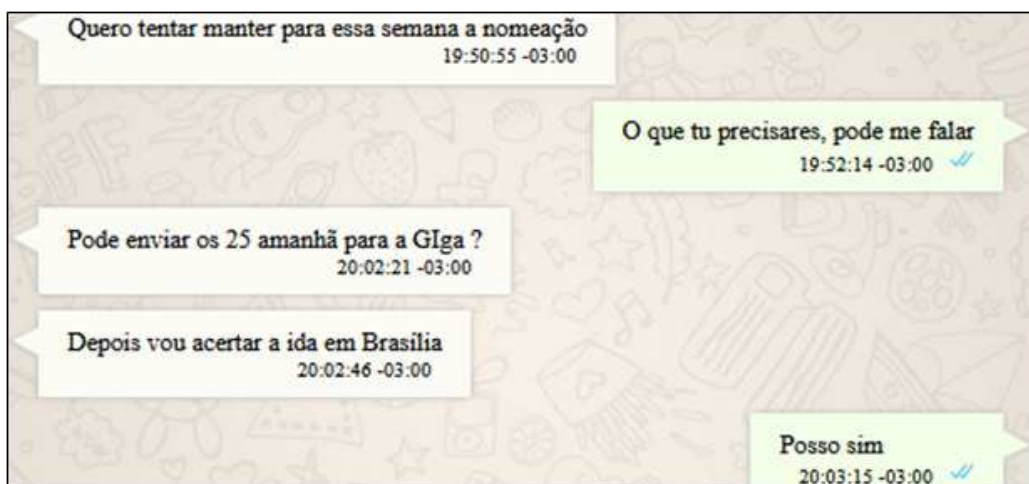 Quero tentar manter para essa semana a nomeação
19:50:55 -03:00
O que tu precisares, pode me falar
19:52:14 -03:00
Pode enviar os 25 amanhã para a GIga ?
20:02:21 -03:00
Depois vou acertar a ida em Brasília
20:02:46 -03:00
Posso sim
20:03:15 -03:00